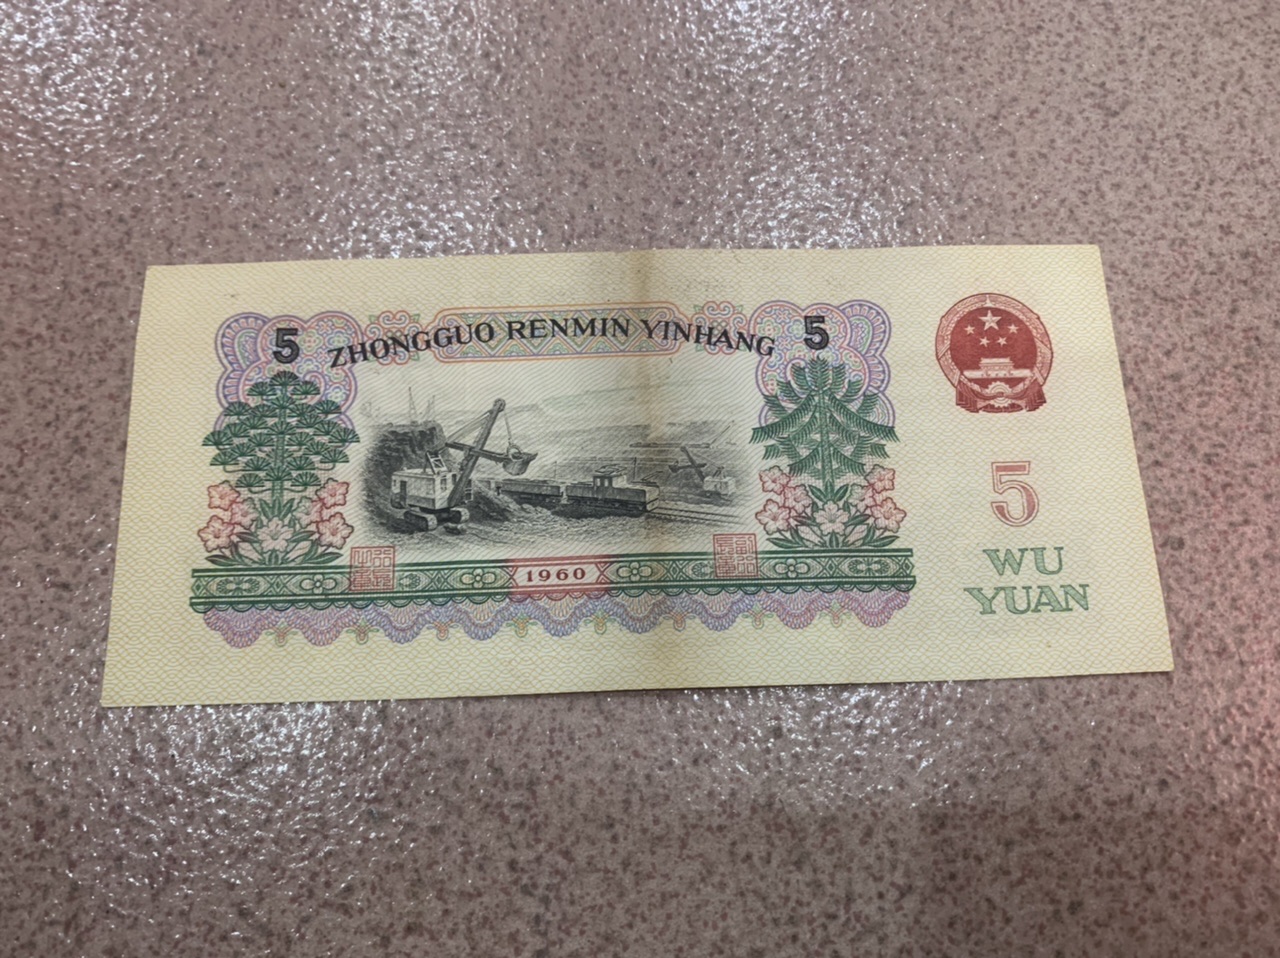 5 ZHONGGUO RENMIN YINHANG 5
1960
5
WU
YUAN